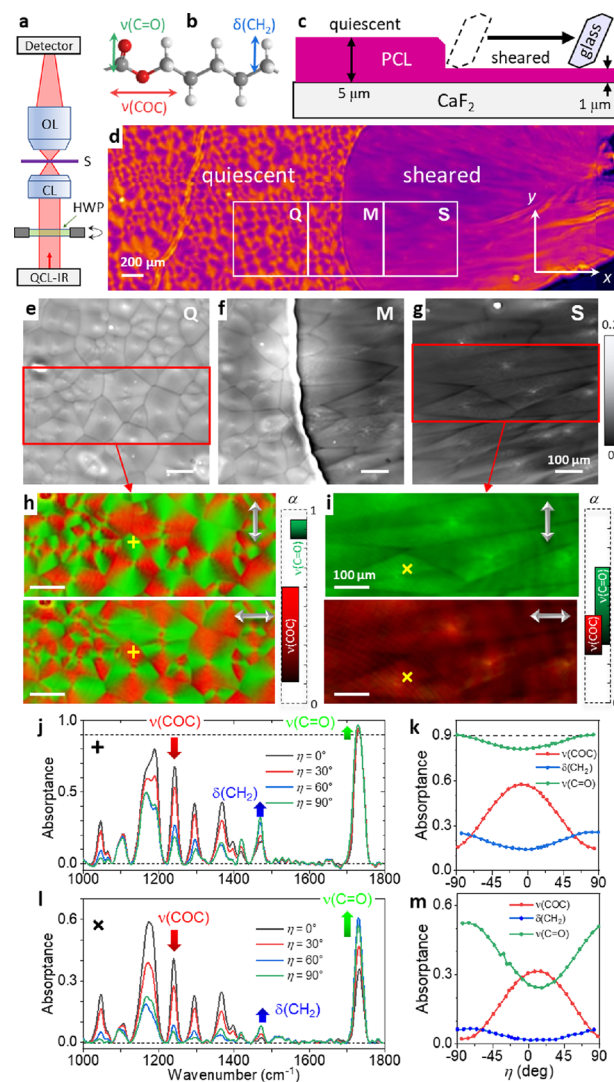 a
Detector
OL
S
CL
HWP
QCL-IR
b
ν(C=O)
δ(CH2)
ν(COC)
c
quiescent
glass
PCL
sheared
5 μm
CaF2
1 μm
d
quiescent
sheared
Q
M
S
y
x
200 μm
e
Q
f
M
g
S
0.2
0
100 μm
h
α
1
ν(C=O)
ν(COC)
0
i
α
100 μm
ν(C=O)
ν(COC)
j
Absorptance
0.9
0.6
0.3
0.0
+
ν(COC)
δ(CH2)
ν(C=O)
η = 0°
η = 30°
η = 60°
η = 90°
1000 1200 1400 1600 1800
k
Absorptance
0.9
0.6
0.3
0.0
ν(COC)
δ(CH2)
ν(C=O)
-90 -45 0 45 90
l
Absorptance
0.6
0.3
0.0
×
ν(COC)
δ(CH2)
ν(C=O)
η = 0°
η = 30°
η = 60°
η = 90°
1000 1200 1400 1600 1800
Wavenumber (cm-1)
m
Absorptance
0.6
0.3
0.0
ν(COC)
δ(CH2)
ν(C=O)
-90 -45 0 45 90
η (deg)